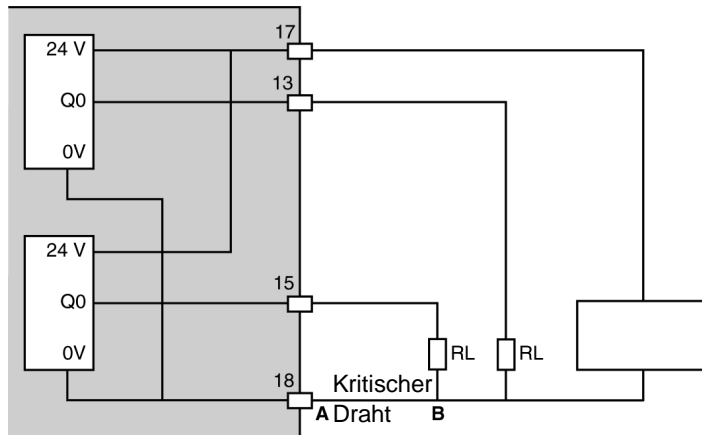 17
24 V
13
Q0
0V
24 V
15
Q0
RL
RL
0V
18
Kritischer
A Draht B